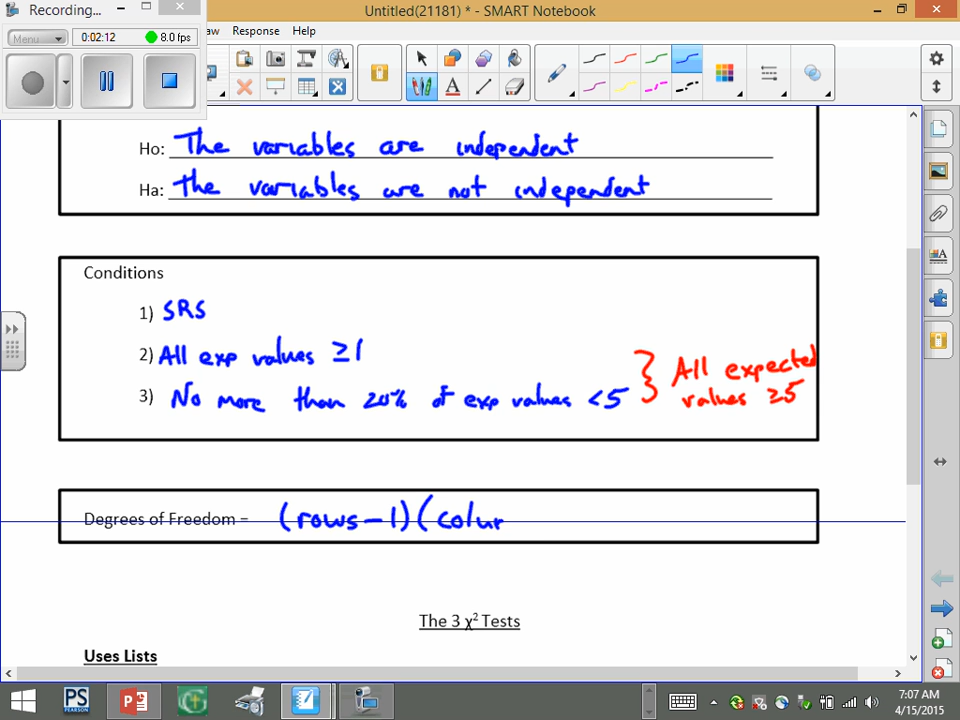 Recording...
Untitled(21181) * - SMART Notebook
Menu
0:02:12
8.0 fps
aw Response Help
Ho: The variables are independent
Ha: The variables are not independent
Conditions
1) SRS
2) All exp values ≥1
3) No more than 20% of exp values <5
} All expected
values ≥5
Degrees of Freedom – (rows-1)(colum
The 3 χ² Tests
Uses Lists
PS
PEARSON
7:07 AM
4/15/2015